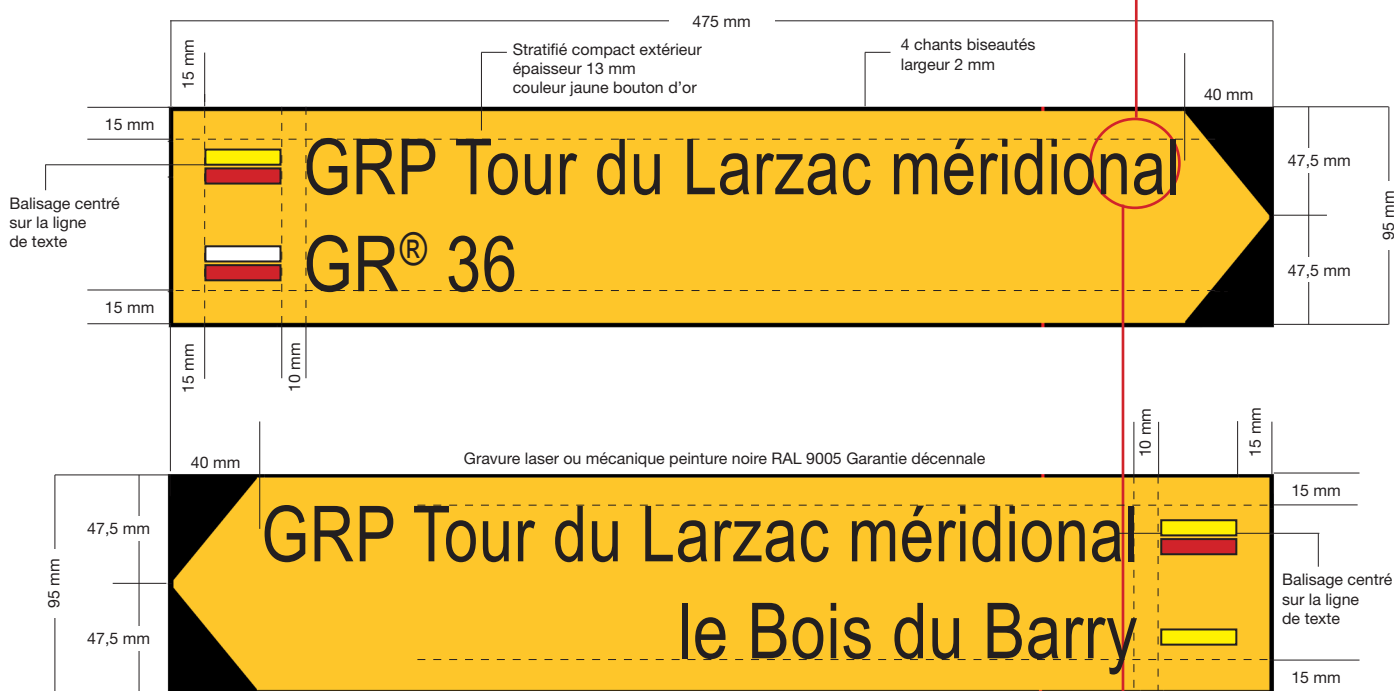 475 mm
15 mm
Stratifié compact extérieur
épaisseur 13 mm
couleur jaune bouton d'or
4 chants biseautés
largeur 2 mm
40 mm
15 mm
GRP Tour du Larzac méridional
47,5 mm
Balisage centré
sur la ligne
de texte
95 mm
GR® 36
47,5 mm
15 mm
15 mm
10 mm
10 mm
15 mm
40 mm
Gravure laser ou mécanique peinture noire RAL 9005 Garantie décennale
15 mm
47,5 mm
GRP Tour du Larzac méridional
95 mm
Balisage centré
sur la ligne
de texte
47,5 mm
le Bois du Barry
15 mm